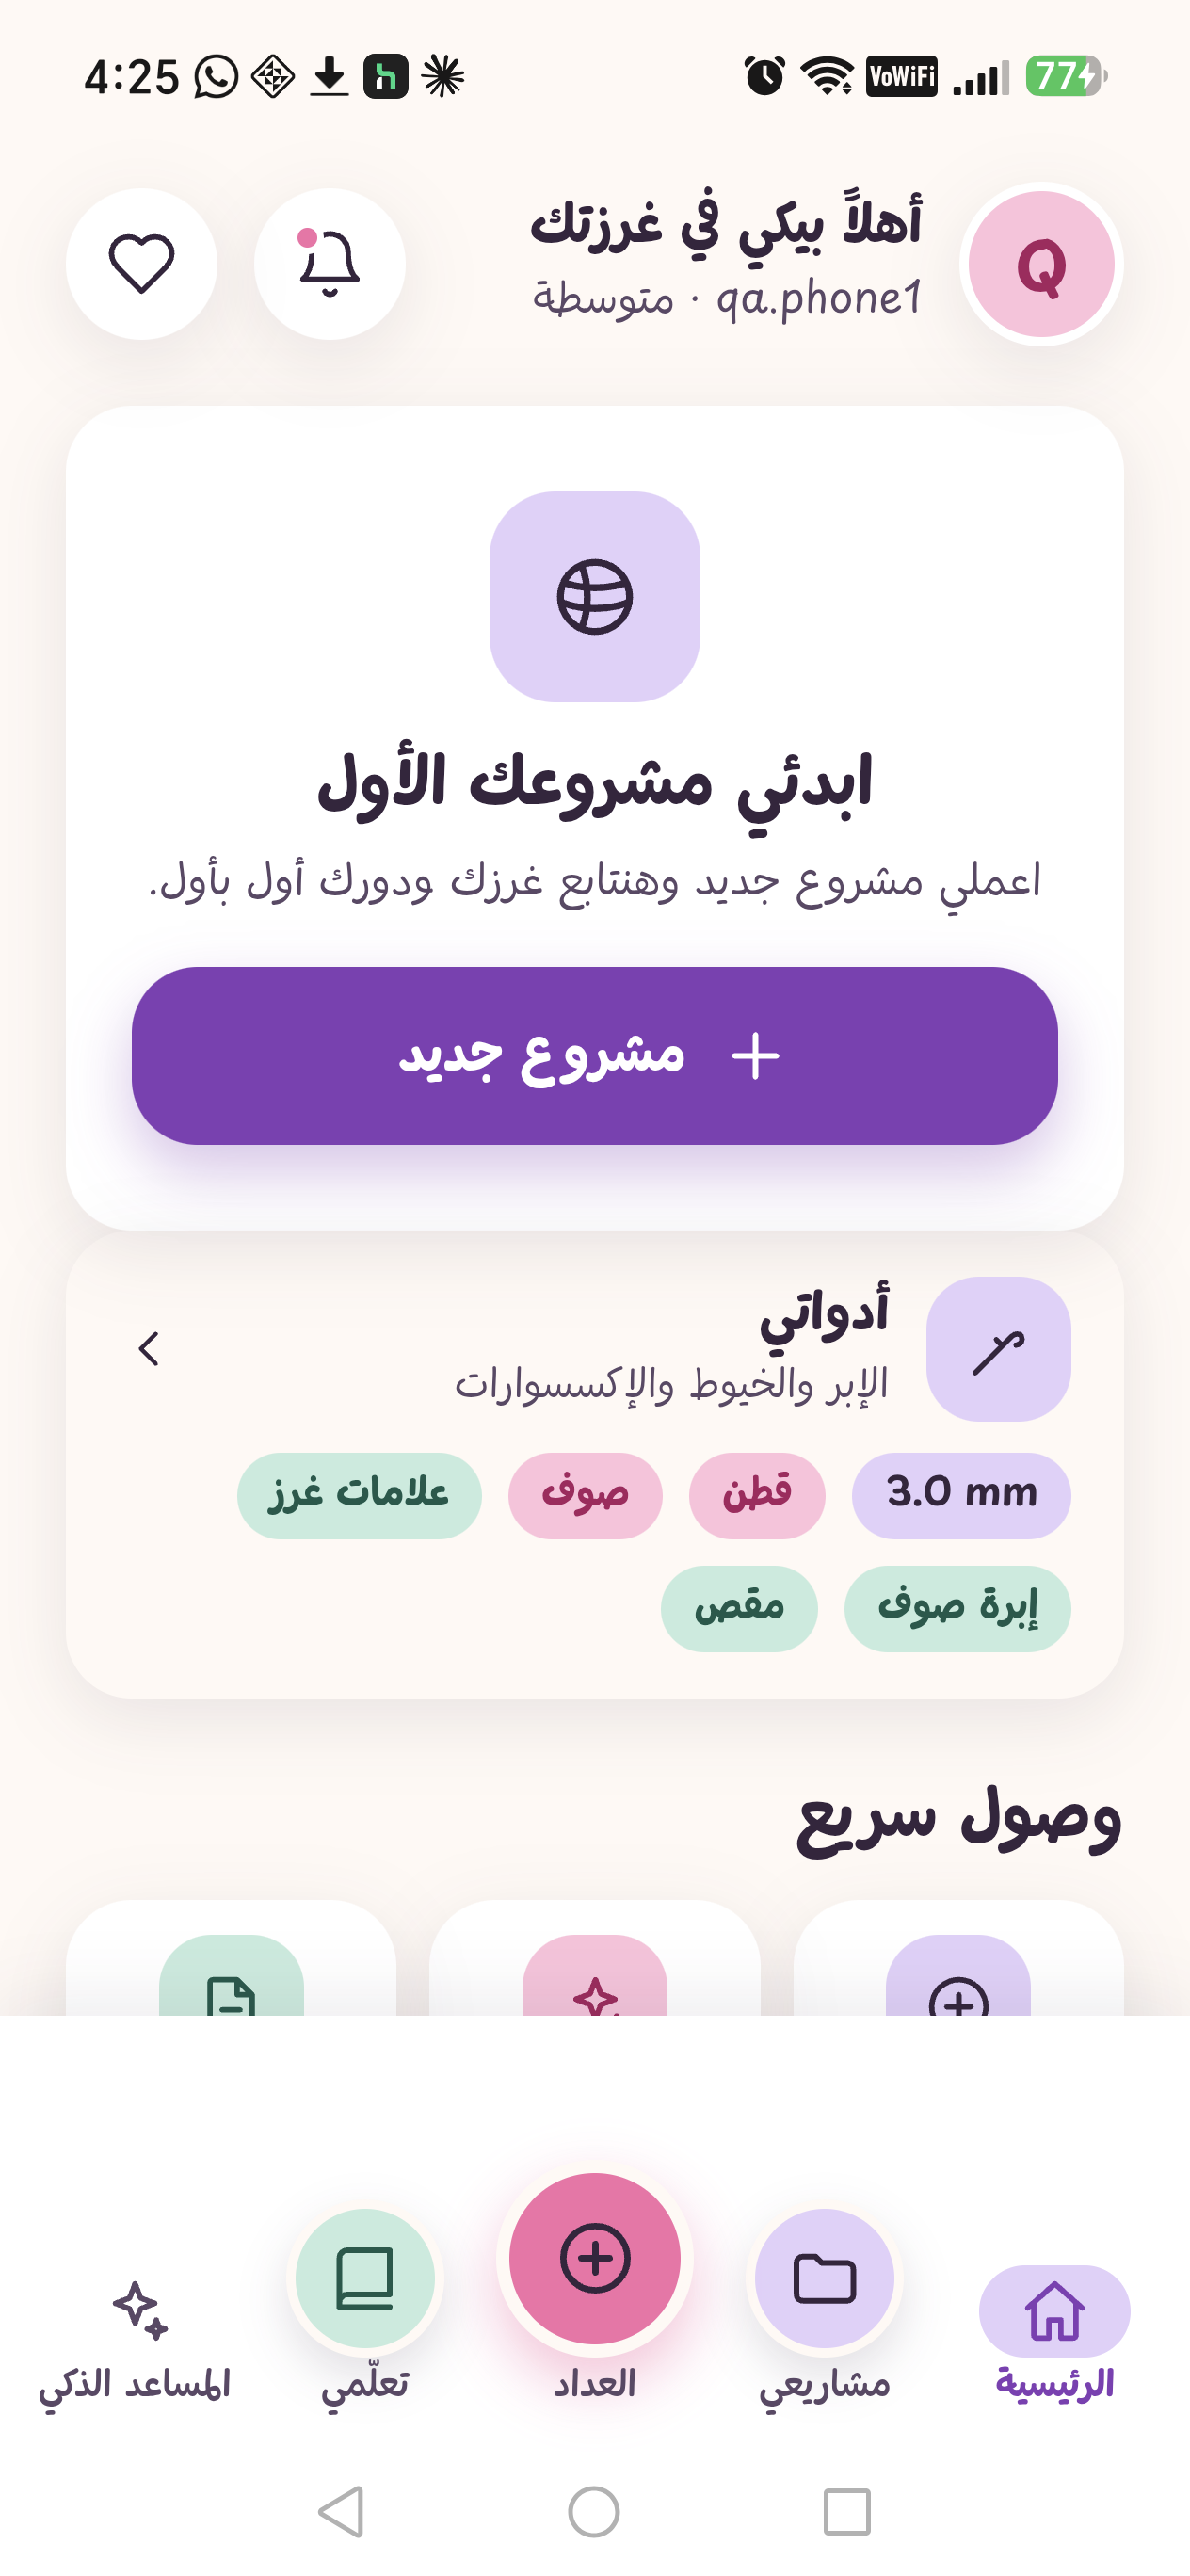 4:25
VoWiFi 77
أهلاً بيكي في غرزتك
qa.phone1 · متوسطة
Q
ابدئي مشروعك الأول
اعملي مشروع جديد وهنتابع غرزك ودورك أول بأول.
مشروع جديد
أدواتي
الإبر والخيوط والإكسسوارات
3.0 mm
قطن
صوف
علامات غرز
إبرة صوف
مقص
وصول سريع
الرئيسية
مشاريعي
العداد
تعلّمي
المساعد الذكي